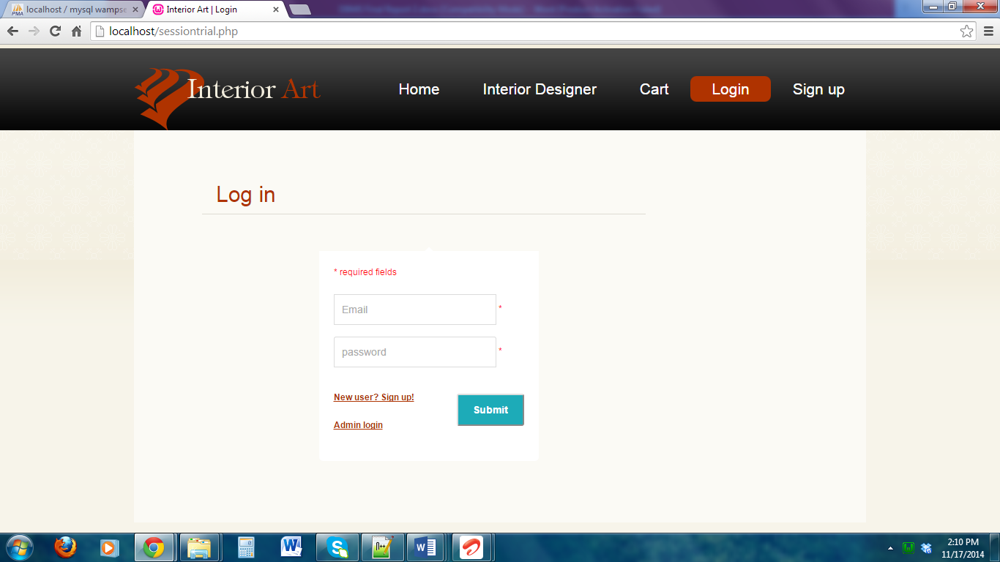 localhost / mysql wampse
Interior Art | Login
localhost/sessiontrial.php
Interior Art
Home Interior Designer Cart Login Sign up
Log in
* required fields
Email *
password *
New user? Sign up!
Submit
Admin login
2:10 PM
11/17/2014